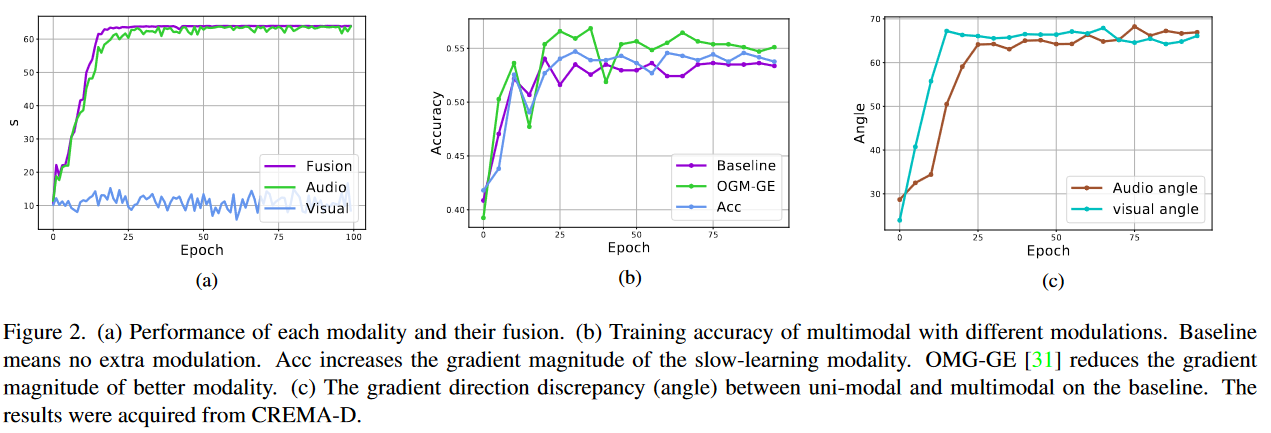 60
50
40
30
20
10
s
Fusion
Audio
Visual
0 25 50 75 100
Epoch
(a)
0.55
0.50
0.45
0.40
Accuracy
Baseline
OGM-GE
Acc
0 25 50 75
Epoch
(b)
70
60
50
40
30
Angle
Audio angle
visual angle
0 25 50 75
Epoch
(c)
Figure 2. (a) Performance of each modality and their fusion. (b) Training accuracy of multimodal with different modulations. Baseline
means no extra modulation. Acc increases the gradient magnitude of the slow-learning modality. OMG-GE [31] reduces the gradient
magnitude of better modality. (c) The gradient direction discrepancy (angle) between uni-modal and multimodal on the baseline. The
results were acquired from CREMA-D.